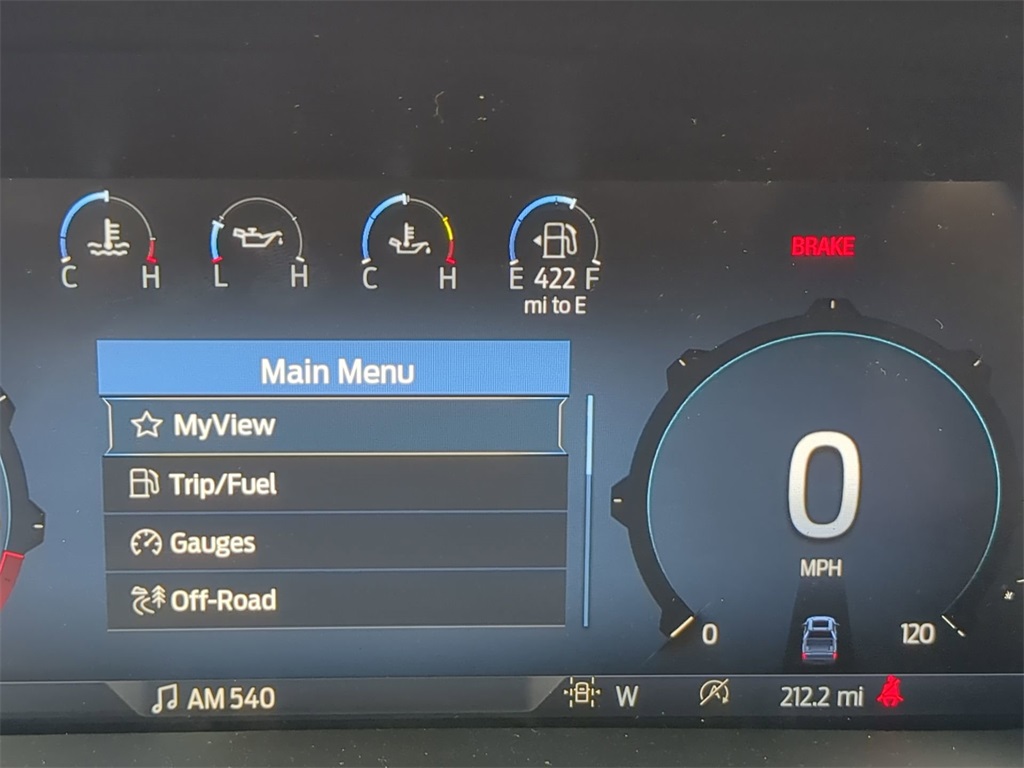 C H
L H
C H
E 422 F
mi to E
BRAKE
Main Menu
MyView
Trip/Fuel
Gauges
Off-Road
0
MPH
0 120
AM 540
W
212.2 mi